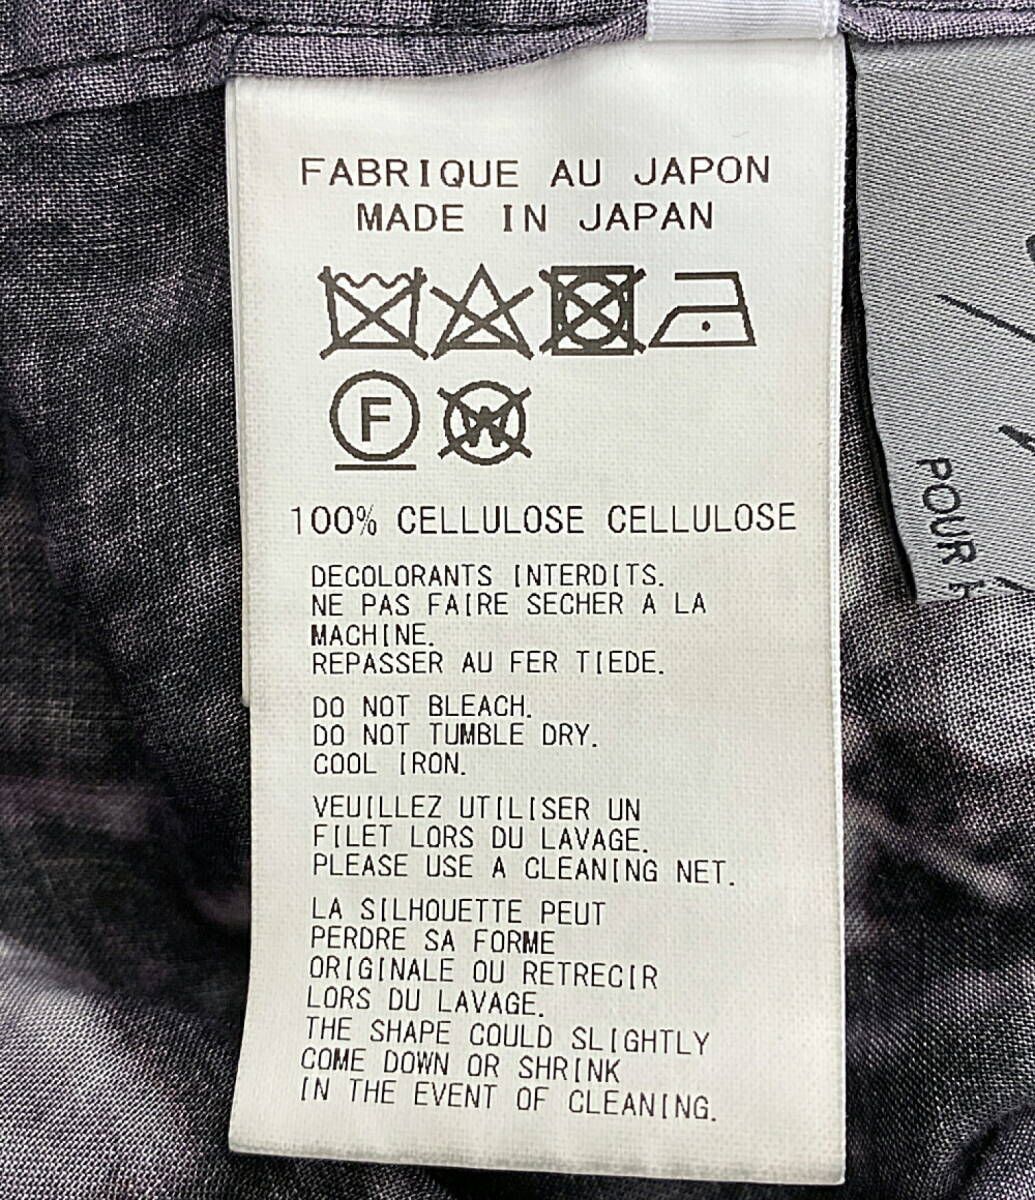 FABRIQUE AU JAPON
MADE IN JAPAN
F
W
100% CELLULOSE CELLULOSE
DECOLORANTS INTERDITS.
NE PAS FAIRE SECHER A LA
MACHINE.
REPASSER AU FER TIEDE.
DO NOT BLEACH.
DO NOT TUMBLE DRY.
COOL IRON.
VEUILLEZ UTILISER UN
FILET LORS DU LAVAGE.
PLEASE USE A CLEANING NET.
LA SILHOUETTE PEUT
PERDRE SA FORME
ORIGINALE OU RETRECIR
LORS DU LAVAGE.
THE SHAPE COULD SLIGHTLY
COME DOWN OR SHRINK
IN THE EVENT OF CLEANING.
POUR